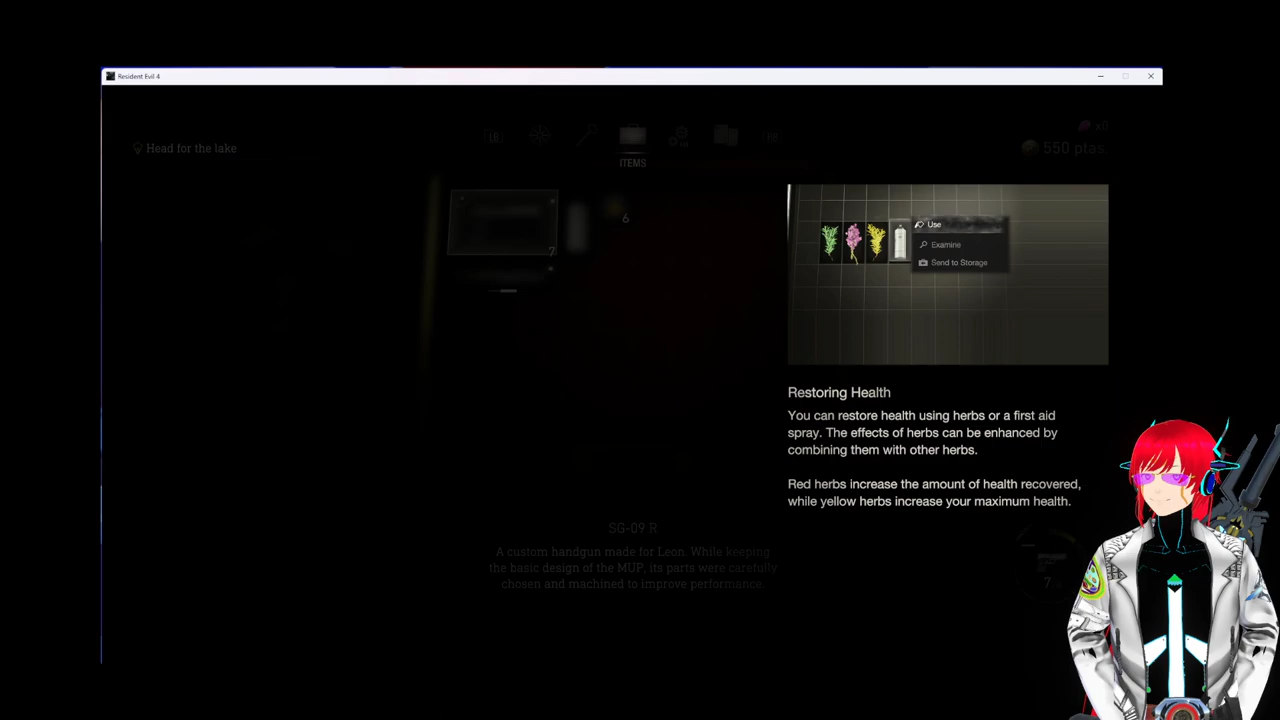 Resident Evil 4
Head for the lake
ITEMS
x0
550 ptas
7
6
Use
Examine
Send to Storage
Restoring Health
You can restore health using herbs or a first aid
spray. The effects of herbs can be enhanced by
combining them with other herbs.
Red herbs increase the amount of health recovered,
while yellow herbs increase your maximum health.
SG-09 R
A custom handgun made for Leon. While keeping
the basic design of the MUP, its parts were carefully
chosen and machined to improve performance.
7